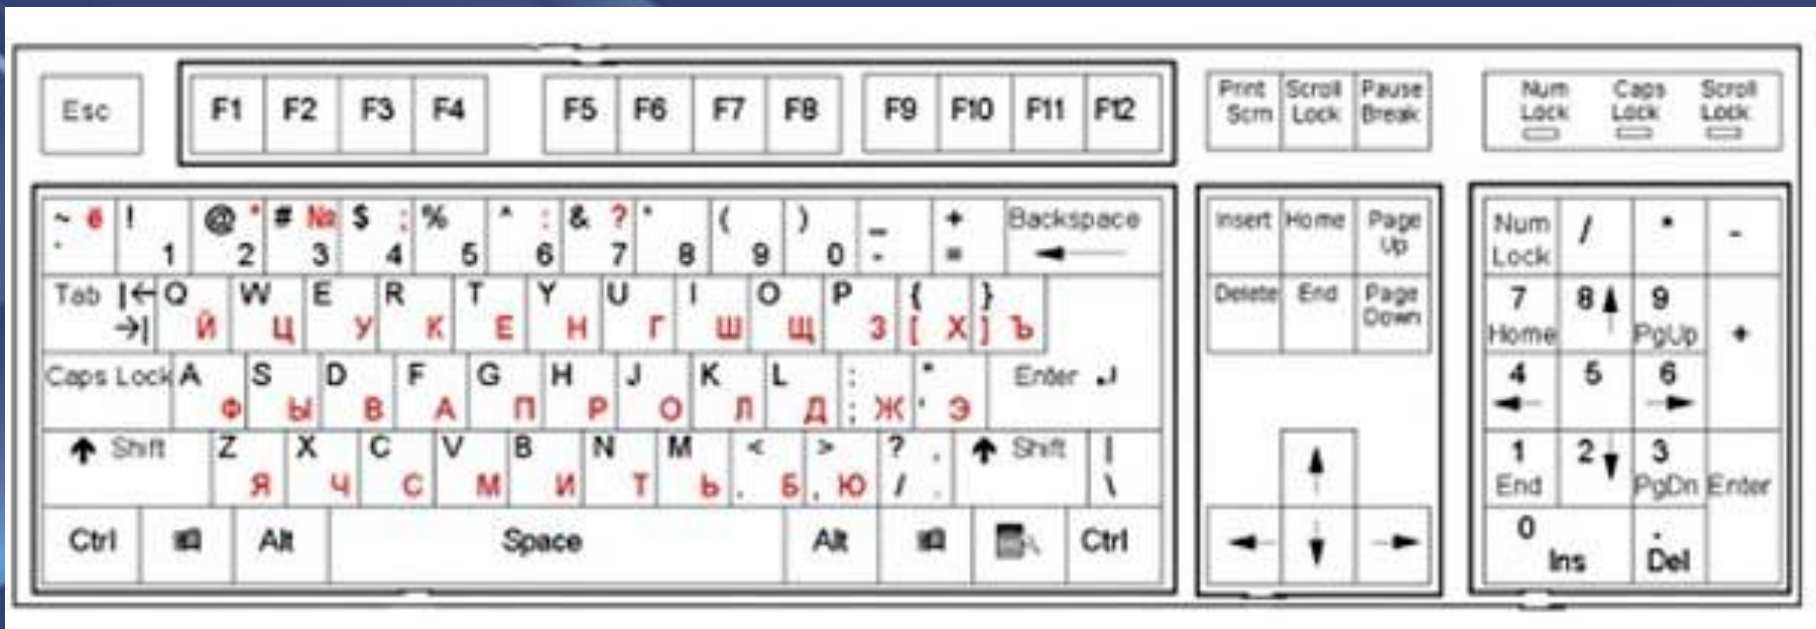 Esc F1 F2 F3 F4 F5 F6 F7 F8 F9 F10 F11 F12 Print Scrn Scroll Lock Pause Break Num Lock Caps Lock Scroll Lock
~ ё ` ! 1 @ " 2 # № 3 $ ; 4 % 5 ^ : 6 & ? 7 * 8 ( 9 ) 0 _ - + = Backspace Insert Home Page Up Num Lock / * -
Tab Q Й W Ц E У R К T Е Y Н U Г I Ш O Щ P З { [ Х } ] Ъ Delete End Page Down 7 Home 8 9 PgUp +
Caps Lock A Ф S Ы D В F А G П H Р J О K Л L Д : ; Ж " ' Э Enter 4 5 6
Shift Z Я X Ч C С V М B И N Т M Ь < , Б > . Ю ? / , . Shift | \ 1 End 2 3 PgDn Enter
Ctrl Alt Space Alt Ctrl 0 Ins . Del